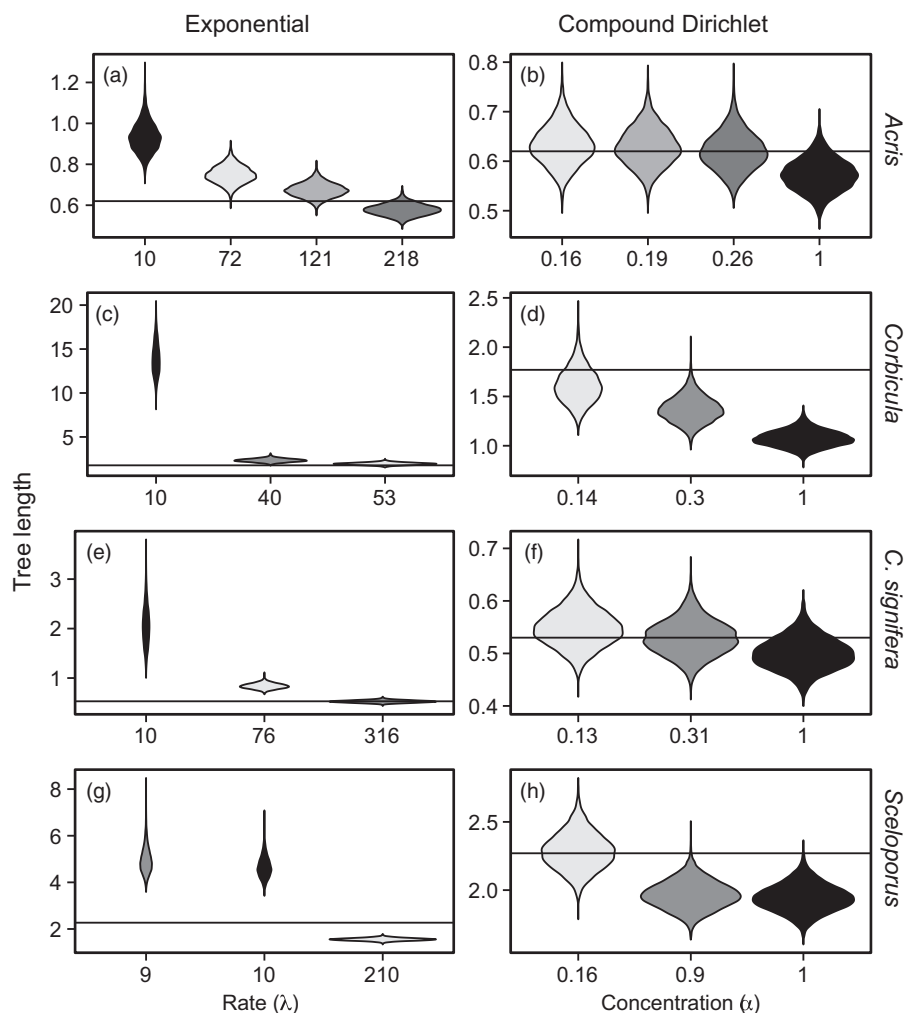 Exponential
Compound Dirichlet
(a)
1.2
1.0
0.8
0.6
10 72 121 218
(b)
0.8
0.7
0.6
0.5
0.16 0.19 0.26 1
Acris
(c)
20
15
10
5
10 40 53
(d)
2.5
2.0
1.5
1.0
0.14 0.3 1
Corbicula
Tree length
(e)
3
2
1
10 76 316
(f)
0.7
0.6
0.5
0.4
0.13 0.31 1
C. signifera
(g)
8
6
4
2
9 10 210
Rate (λ)
(h)
2.5
2.0
0.16 0.9 1
Concentration (α)
Sceloporus